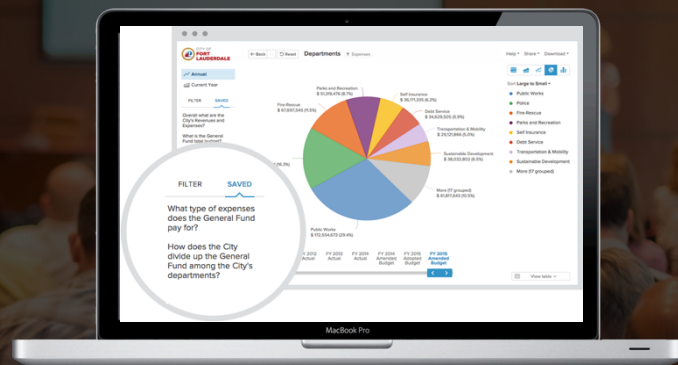 CITY OF
FORT
LAUDERDALE
Back
Reset
Departments
Expenses
Help
Share
Download
Annual
Current Year
FILTER SAVED
Overall what are the
City's Revenues and
Expenses?
What is the General
Fund total budget?
Parks and Recreation
Fire-Rescue
Self Insurance
Debt Service
Transportation & Mobility
Sustainable Development
More (17 grouped)
Public Works
$ 172,554,673 (29.4%)
Sort Large to Small
Public Works
Police
Fire-Rescue
Parks and Recreation
Self Insurance
Debt Service
Transportation & Mobility
Sustainable Development
More (17 grouped)
FILTER SAVED
What type of expenses
does the General Fund
pay for?
How does the City
divide up the General
Fund among the City's
departments?
FY 2012 FY 2013 FY 2014 FY 2014 FY 2015 FY 2015
Actual Actual Actual Amended Adopted Amended
Budget Budget Budget
View table
MacBook Pro